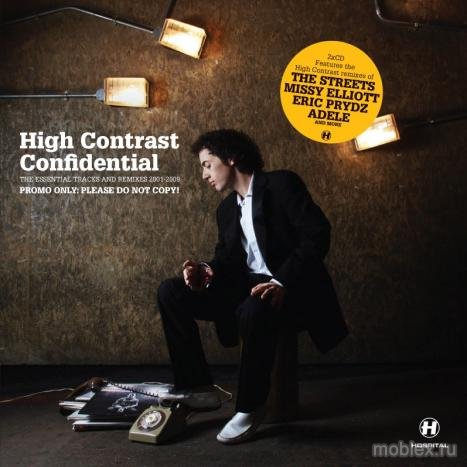 2xCD
Features the
High Contrast remixes of
THE STREETS
MISSY ELLIOTT
ERIC PRYDZ
ADELE
AND MORE
H
High Contrast
Confidential
THE ESSENTIAL TRACKS AND REMIXES 2001-2009
PROMO ONLY: PLEASE DO NOT COPY!
H
HOSPITAL
moblex.ru